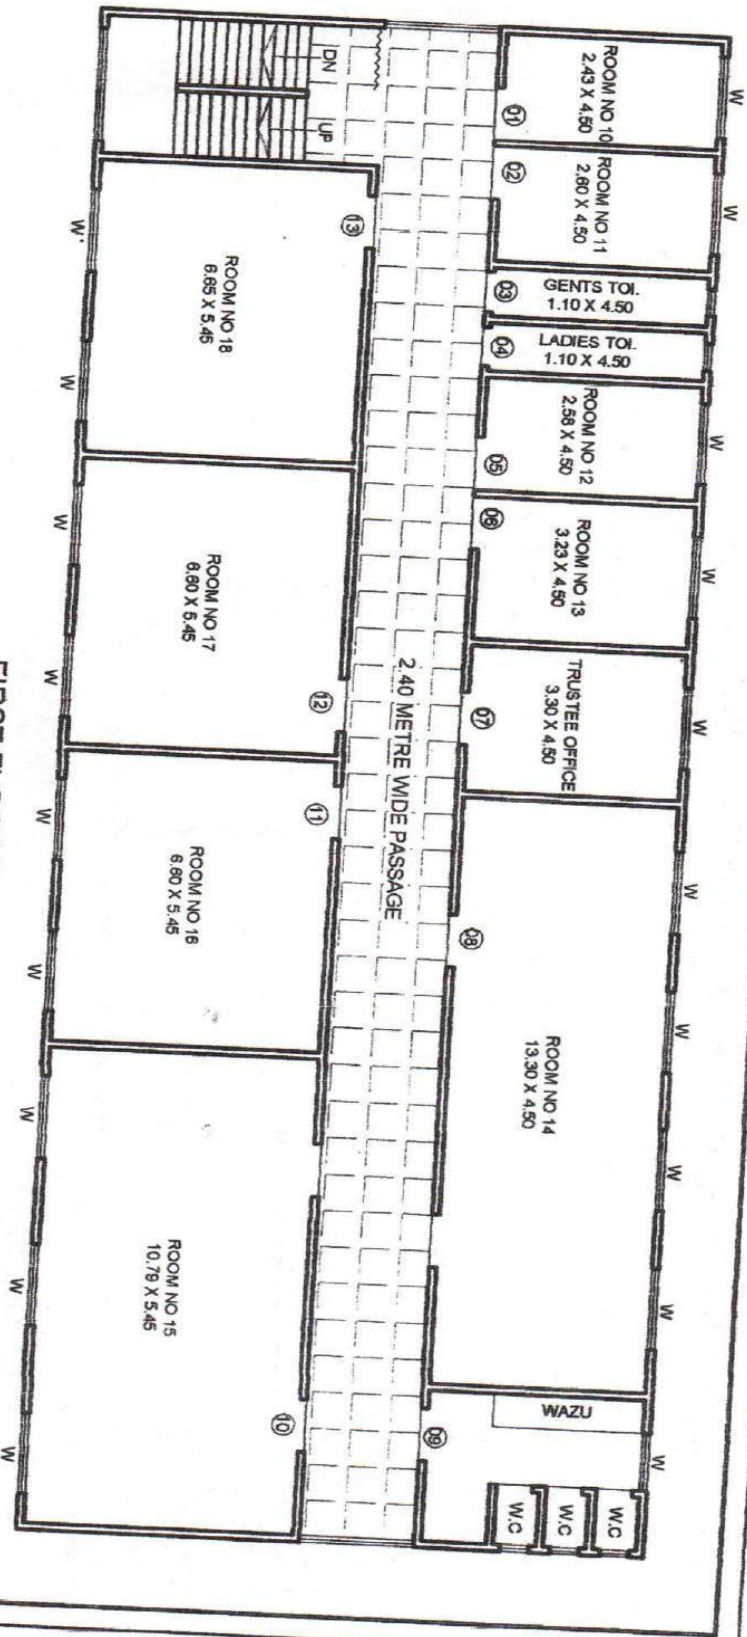 W
ROOM NO 10
2.43 X 4.50
01
W
ROOM NO 11
2.60 X 4.50
02
GENTS TOI.
1.10 X 4.50
03
LADIES TOI.
1.10 X 4.50
04
W
ROOM NO 12
2.58 X 4.50
05
W
ROOM NO 13
3.23 X 4.50
06
W
TRUSTEE OFFICE
3.30 X 4.50
07
W
W
W
W
ROOM NO 14
13.30 X 4.50
08
WAZU
W
09
W.C
W.C
W.C
2.40 METRE WIDE PASSAGE
DN
UP
13
ROOM NO 18
6.65 X 5.45
W
W
12
ROOM NO 17
6.60 X 5.45
W
W
11
ROOM NO 16
6.60 X 5.45
W
W
10
ROOM NO 15
10.79 X 5.45
W
W
W